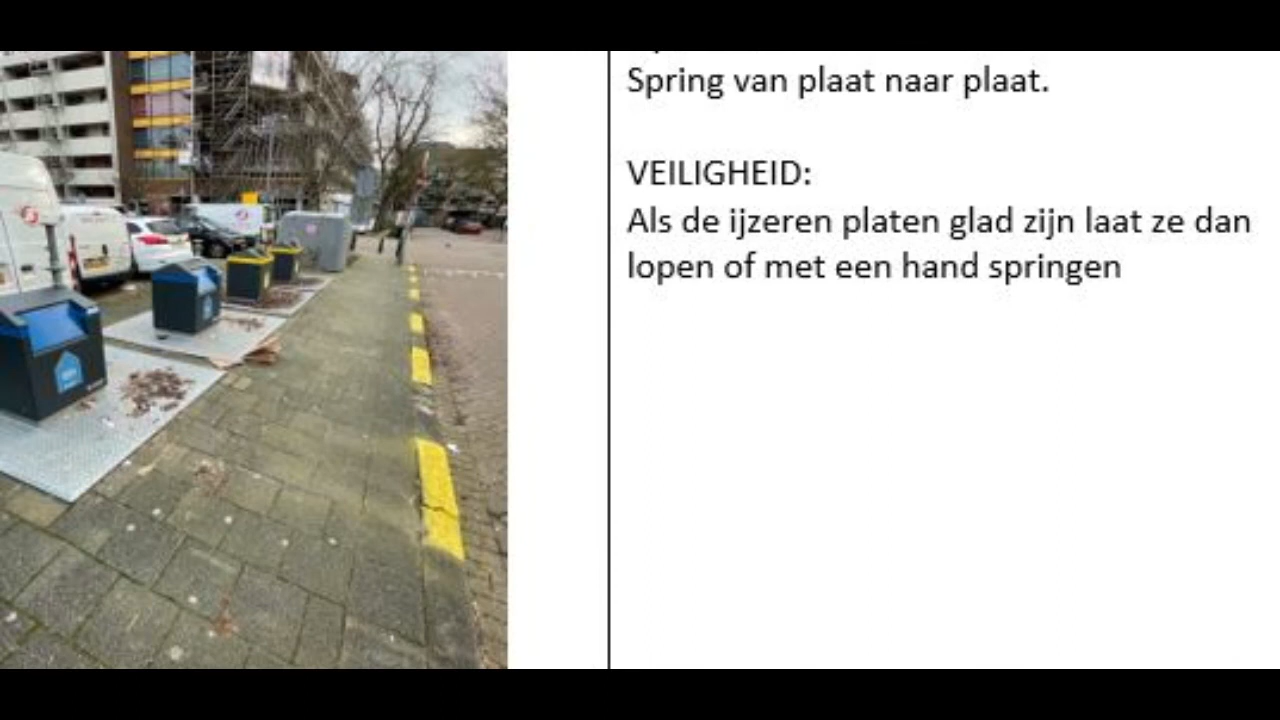 Spring van plaat naar plaat.
VEILIGHEID:
Als de ijzeren platen glad zijn laat ze dan
lopen of met een hand springen